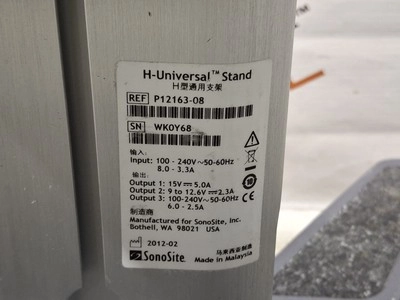 H-Universal™ Stand
H型通用支架
REF P12163-08
SN WK0Y68
输入:
Input: 100 - 240V~50-60Hz
8.0 - 3.3A
输出:
Output 1: 15V⎓5.0A
Output 2: 9 to 12.6V⎓2.3A
Output 3: 100-240V~50-60Hz
6.0 - 2.5A
制造商
Manufactured for SonoSite, Inc.
Bothell, WA 98021 USA
2012-02
马来西亚制造
SonoSite Made in Malaysia
CE